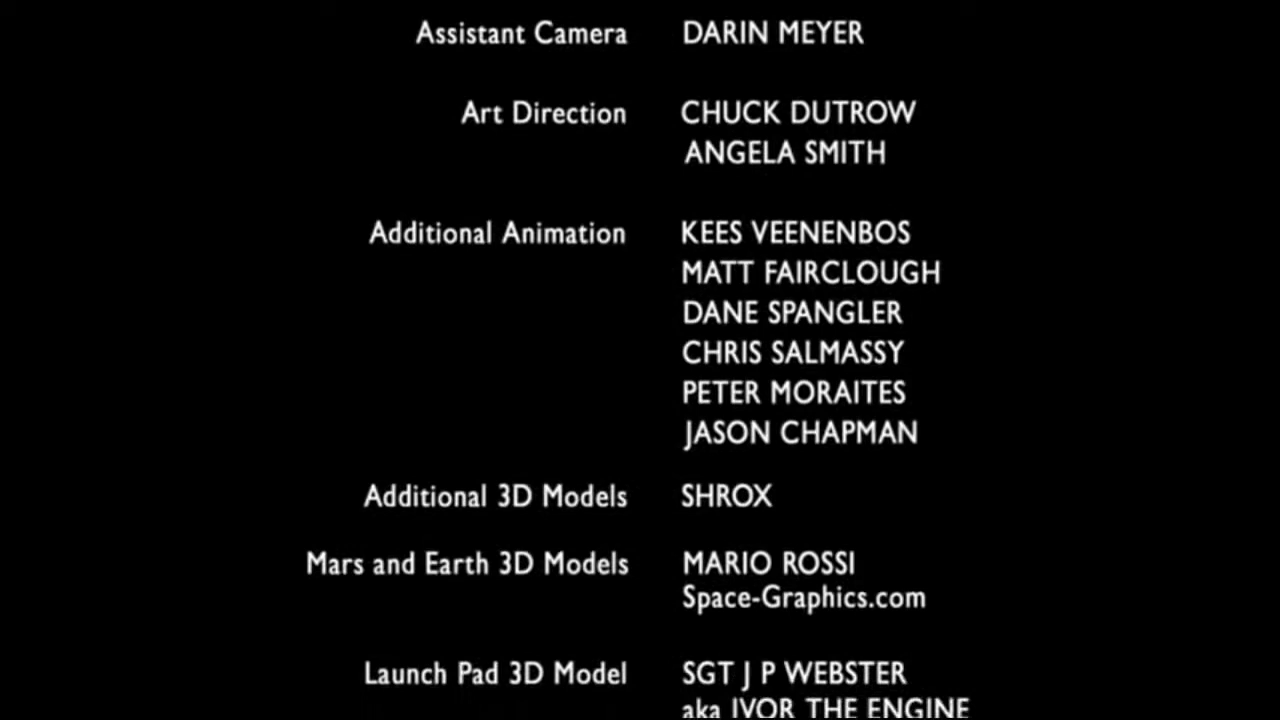 Assistant Camera DARIN MEYER
Art Direction CHUCK DUTROW
ANGELA SMITH
Additional Animation KEES VEENENBOS
MATT FAIRCLOUGH
DANE SPANGLER
CHRIS SALMASSY
PETER MORAITES
JASON CHAPMAN
Additional 3D Models SHROX
Mars and Earth 3D Models MARIO ROSSI
Space-Graphics.com
Launch Pad 3D Model SGT J P WEBSTER
aka IVOR THE ENGINE